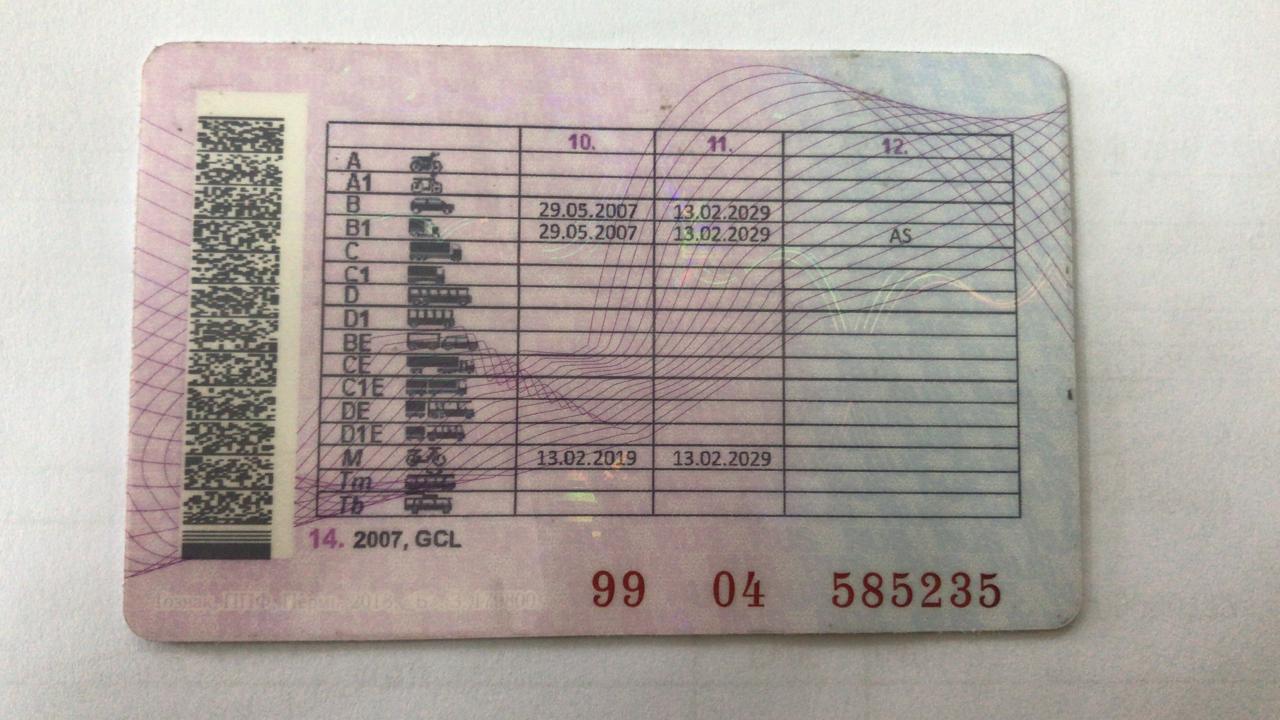 10. 11. 12.
A
A1
B 29.05.2007 13.02.2029
B1 29.05.2007 13.02.2029 AS
C
C1
D
D1
BE
CE
C1E
DE
D1E
M 13.02.2019 13.02.2029
Tm
Tb
14. 2007, GCL
99 04 585235